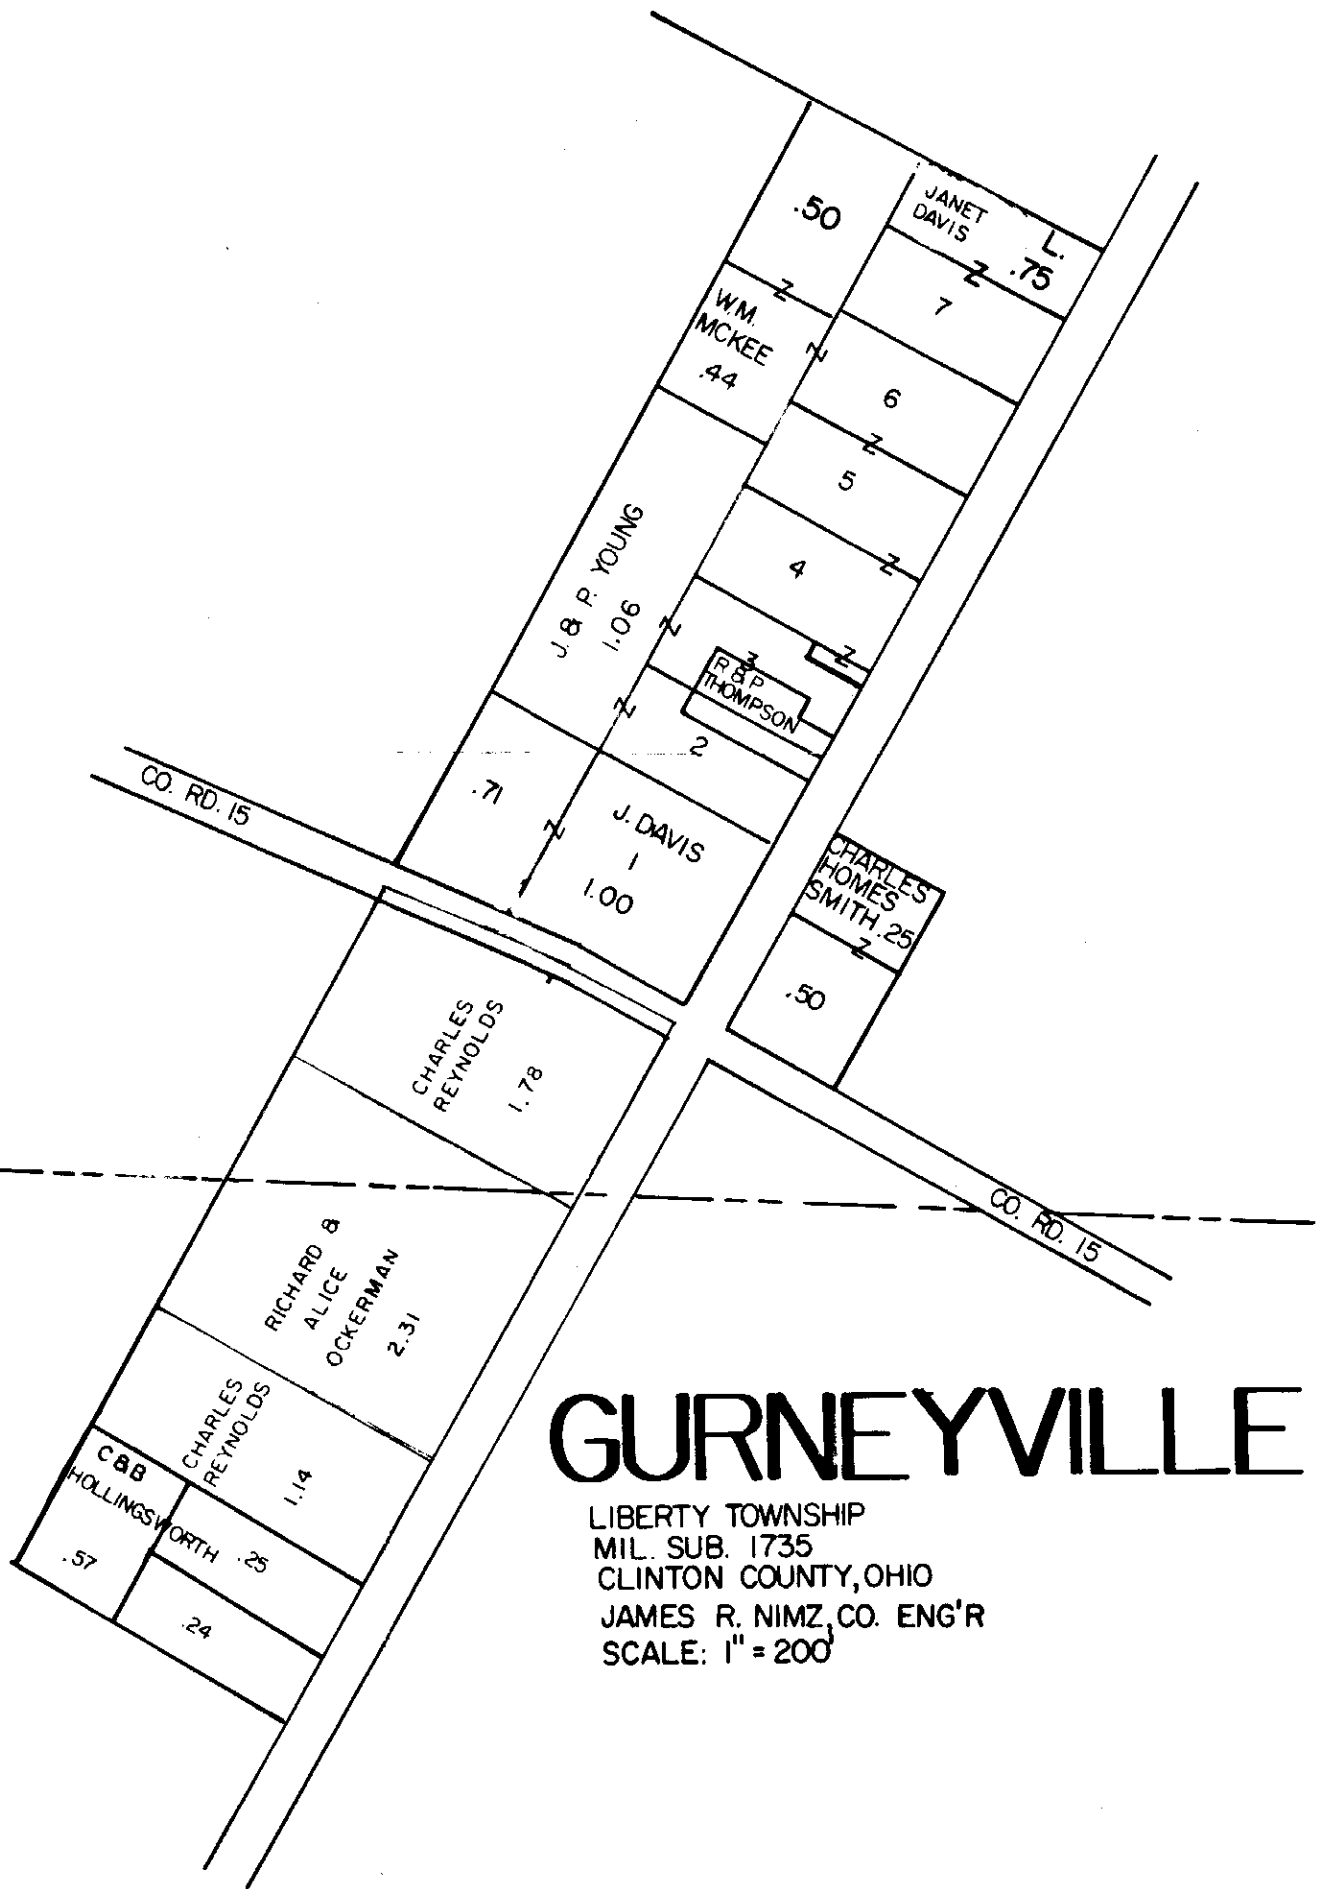 .50
JANET
DAVIS
L.
.75
7
W.M.
MCKEE
.44
6
5
4
J. & P. YOUNG
1.06
3
R & P
THOMPSON
2
CO. RD. 15
.71
J. DAVIS
1
1.00
CHARLES
HOMES
SMITH .25
.50
CHARLES
REYNOLDS
1.78
CO. RD. 15
RICHARD &
ALICE
OCKERMAN
2.31
CHARLES
REYNOLDS
1.14
C & B
HOLLINGSWORTH .25
.57
.24
GURNEYVILLE
LIBERTY TOWNSHIP
MIL. SUB. 1735
CLINTON COUNTY, OHIO
JAMES R. NIMZ, CO. ENG'R
SCALE: 1" = 200'